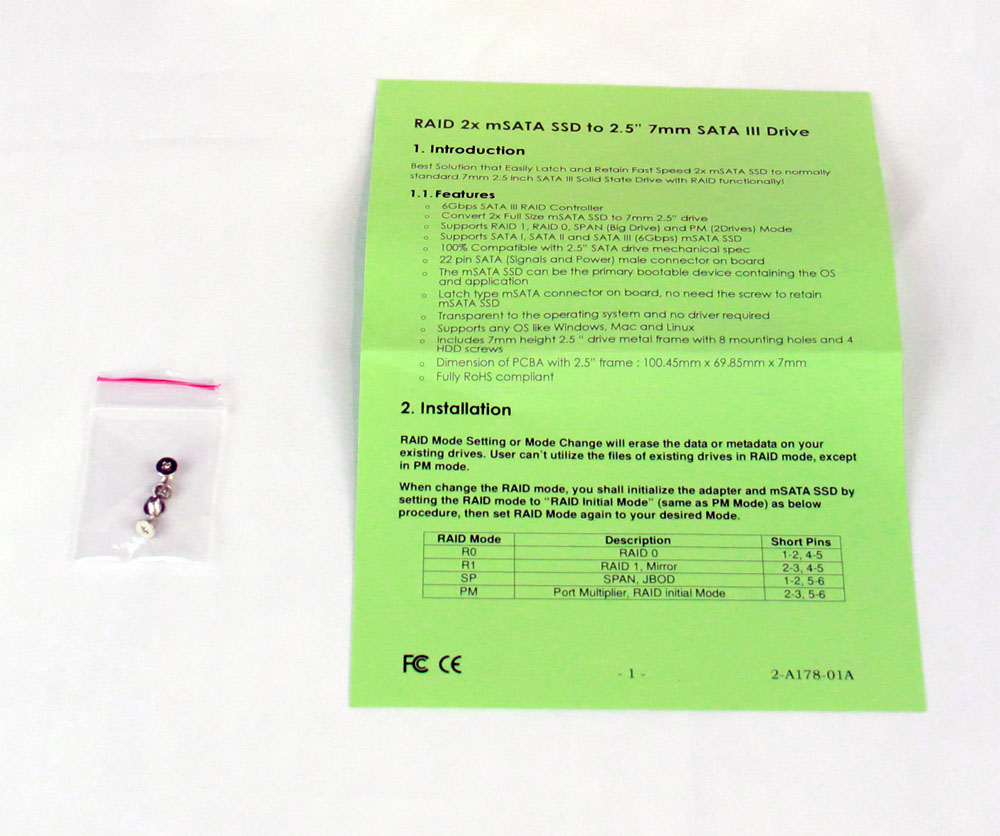 RAID 2x mSATA SSD to 2.5" 7mm SATA III Drive
1. Introduction
Best Solution that Easily Latch and Retain Fast Speed 2x mSATA SSD to normally
standard 7mm 2.5 inch SATA III Solid State Drive with RAID functionally!
1.1. Features
o 6Gbps SATA III RAID Controller
o Convert 2x Full Size mSATA SSD to 7mm 2.5" drive
o Supports RAID 1, RAID 0, SPAN (Big Drive) and PM (2Drives) Mode
o Supports SATA I, SATA II and SATA III (6Gbps) mSATA SSD
o 100% Compatible with 2.5" SATA drive mechanical spec
o 22 pin SATA (Signals and Power) male connector on board
o The mSATA SSD can be the primary bootable device containing the OS
and application
o Latch type mSATA connector on board, no need the screw to retain
mSATA SSD
o Transparent to the operating system and no driver required
o Supports any OS like Windows, Mac and Linux
o Includes 7mm height 2.5 " drive metal frame with 8 mounting holes and 4
HDD screws
o Dimension of PCBA with 2.5" frame : 100.45mm x 69.85mm x 7mm
o Fully RoHS compliant
2. Installation
RAID Mode Setting or Mode Change will erase the data or metadata on your
existing drives. User can't utilize the files of existing drives in RAID mode, except
in PM mode.
When change the RAID mode, you shall initialize the adapter and mSATA SSD by
setting the RAID mode to "RAID Initial Mode" (same as PM Mode) as below
procedure, then set RAID Mode again to your desired Mode.
RAID Mode Description Short Pins
R0 RAID 0 1-2, 4-5
R1 RAID 1, Mirror 2-3, 4-5
SP SPAN, JBOD 1-2, 5-6
PM Port Multiplier, RAID initial Mode 2-3, 5-6
FC CE - 1 - 2-A178-01A